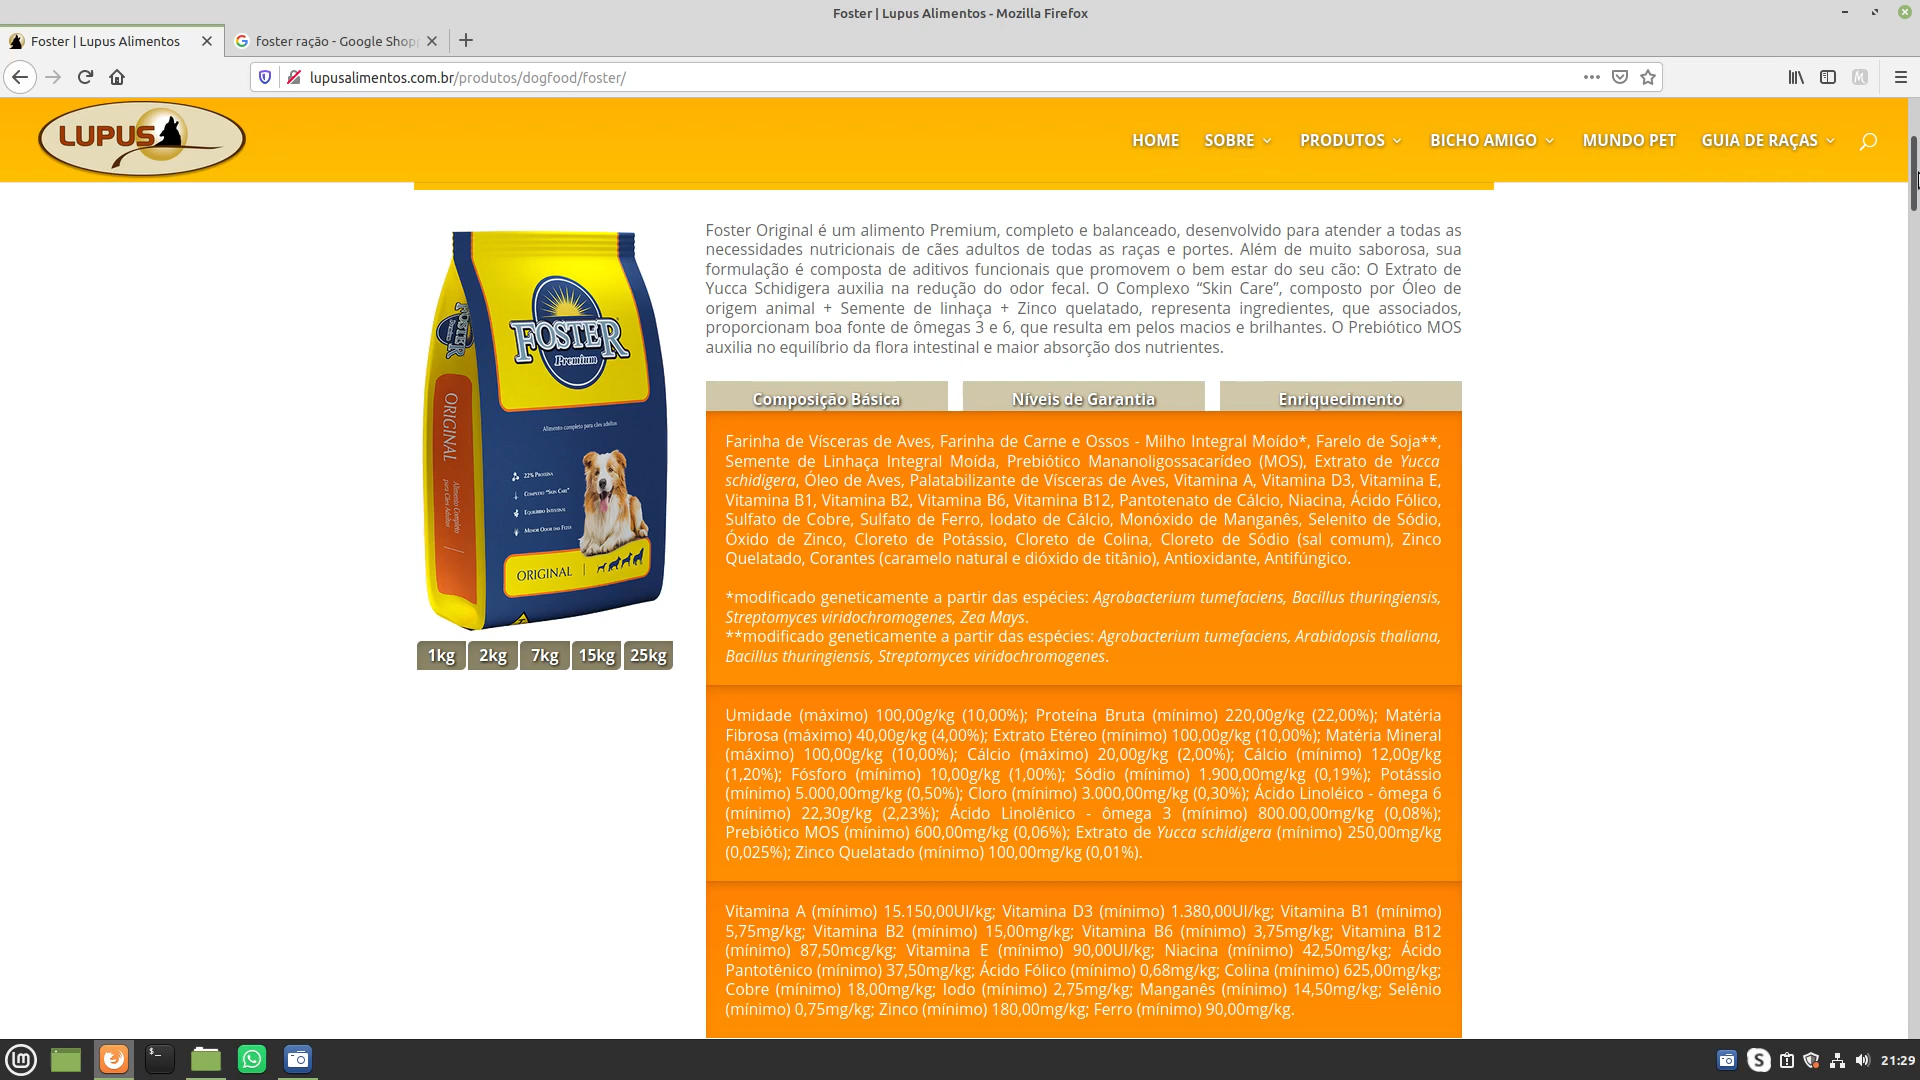 Foster | Lupus Alimentos - Mozilla Firefox
Foster | Lupus Alimentos
foster ração - Google Shop
lupusalimentos.com.br/produtos/dogfood/foster/
LUPUS
HOME SOBRE PRODUTOS BICHO AMIGO MUNDO PET GUIA DE RAÇAS
Foster Original é um alimento Premium, completo e balanceado, desenvolvido para atender a todas as
necessidades nutricionais de cães adultos de todas as raças e portes. Além de muito saborosa, sua
formulação é composta de aditivos funcionais que promovem o bem estar do seu cão: O Extrato de
Yucca Schidigera auxilia na redução do odor fecal. O Complexo “Skin Care”, composto por Óleo de
origem animal + Semente de linhaça + Zinco quelatado, representa ingredientes, que associados,
proporcionam boa fonte de ômegas 3 e 6, que resulta em pelos macios e brilhantes. O Prebiótico MOS
auxilia no equilíbrio da flora intestinal e maior absorção dos nutrientes.
FOSTER
Premium
ORIGINAL
Alimento Completo
para Cães Adultos
Alimento completo para cães adultos
22% Proteína
Complexo "Skin Care"
Equilíbrio Intestinal
Menor Odor das Fezes
ORIGINAL
1kg 2kg 7kg 15kg 25kg
Composição Básica Níveis de Garantia Enriquecimento
Farinha de Vísceras de Aves, Farinha de Carne e Ossos - Milho Integral Moído*, Farelo de Soja**,
Semente de Linhaça Integral Moída, Prebiótico Mananoligossacarídeo (MOS), Extrato de Yucca
schidigera, Óleo de Aves, Palatabilizante de Vísceras de Aves, Vitamina A, Vitamina D3, Vitamina E,
Vitamina B1, Vitamina B2, Vitamina B6, Vitamina B12, Pantotenato de Cálcio, Niacina, Ácido Fólico,
Sulfato de Cobre, Sulfato de Ferro, Iodato de Cálcio, Monóxido de Manganês, Selenito de Sódio,
Óxido de Zinco, Cloreto de Potássio, Cloreto de Colina, Cloreto de Sódio (sal comum), Zinco
Quelatado, Corantes (caramelo natural e dióxido de titânio), Antioxidante, Antifúngico.
*modificado geneticamente a partir das espécies: Agrobacterium tumefaciens, Bacillus thuringiensis,
Streptomyces viridochromogenes, Zea Mays.
**modificado geneticamente a partir das espécies: Agrobacterium tumefaciens, Arabidopsis thaliana,
Bacillus thuringiensis, Streptomyces viridochromogenes.
Umidade (máximo) 100,00g/kg (10,00%); Proteína Bruta (mínimo) 220,00g/kg (22,00%); Matéria
Fibrosa (máximo) 40,00g/kg (4,00%); Extrato Etéreo (mínimo) 100,00g/kg (10,00%); Matéria Mineral
(máximo) 100,00g/kg (10,00%); Cálcio (máximo) 20,00g/kg (2,00%); Cálcio (mínimo) 12,00g/kg
(1,20%); Fósforo (mínimo) 10,00g/kg (1,00%); Sódio (mínimo) 1.900,00mg/kg (0,19%); Potássio
(mínimo) 5.000,00mg/kg (0,50%); Cloro (mínimo) 3.000,00mg/kg (0,30%); Ácido Linoléico - ômega 6
(mínimo) 22,30g/kg (2,23%); Ácido Linolênico - ômega 3 (mínimo) 800.00,00mg/kg (0,08%);
Prebiótico MOS (mínimo) 600,00mg/kg (0,06%); Extrato de Yucca schidigera (mínimo) 250,00mg/kg
(0,025%); Zinco Quelatado (mínimo) 100,00mg/kg (0,01%).
Vitamina A (mínimo) 15.150,00UI/kg; Vitamina D3 (mínimo) 1.380,00UI/kg; Vitamina B1 (mínimo)
5,75mg/kg; Vitamina B2 (mínimo) 15,00mg/kg; Vitamina B6 (mínimo) 3,75mg/kg; Vitamina B12
(mínimo) 87,50mcg/kg; Vitamina E (mínimo) 90,00UI/kg; Niacina (mínimo) 42,50mg/kg; Ácido
Pantotênico (mínimo) 37,50mg/kg; Ácido Fólico (mínimo) 0,68mg/kg; Colina (mínimo) 625,00mg/kg;
Cobre (mínimo) 18,00mg/kg; Iodo (mínimo) 2,75mg/kg; Manganês (mínimo) 14,50mg/kg; Selênio
(mínimo) 0,75mg/kg; Zinco (mínimo) 180,00mg/kg; Ferro (mínimo) 90,00mg/kg.
21:29